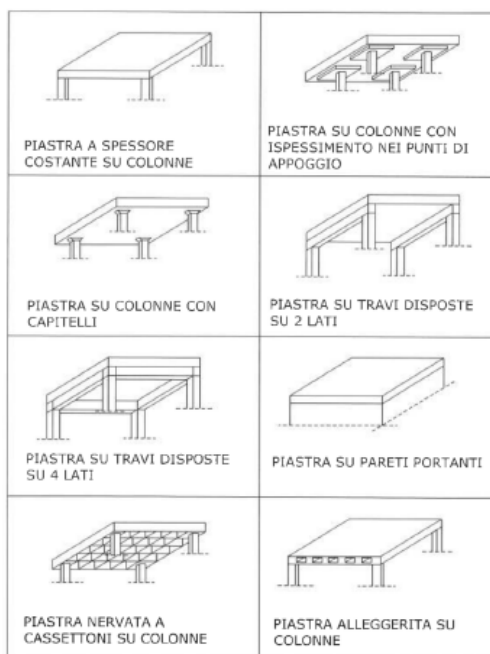 PIASTRA A SPESSORE
COSTANTE SU COLONNE
PIASTRA SU COLONNE CON
ISPESSIMENTO NEI PUNTI DI
APPOGGIO
PIASTRA SU COLONNE CON
CAPITELLI
PIASTRA SU TRAVI DISPOSTE
SU 2 LATI
PIASTRA SU TRAVI DISPOSTE
SU 4 LATI
PIASTRA SU PARETI PORTANTI
PIASTRA NERVATA A
CASSETTONI SU COLONNE
PIASTRA ALLEGGERITA SU
COLONNE